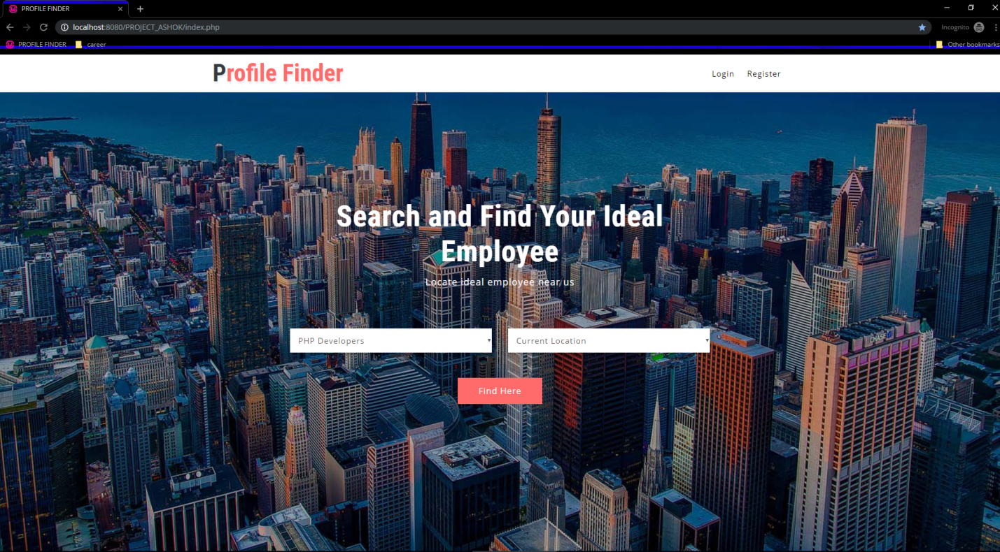 PROFILE FINDER
localhost:8080/PROJECT_ASHOK/index.php
Incognito
PROFILE FINDER career Other bookmarks
Profile Finder Login Register
Search and Find Your Ideal
Employee
Locate ideal employee near us
PHP Developers Current Location
CHASE
Find Here